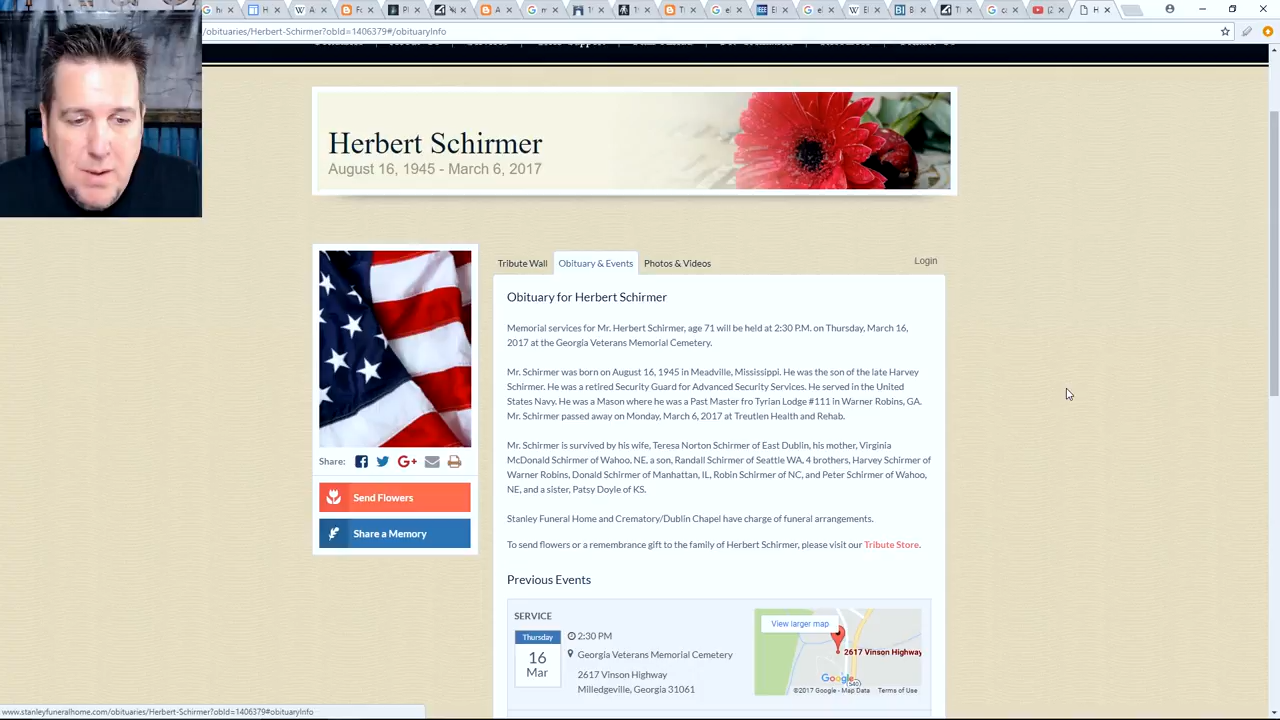 /obituaries/Herbert-Schirmer?obId=1406379#/obituaryInfo
Herbert Schirmer
August 16, 1945 - March 6, 2017
Tribute Wall
Obituary & Events
Photos & Videos
Login
Obituary for Herbert Schirmer
Memorial services for Mr. Herbert Schirmer, age 71 will be held at 2:30 P.M. on Thursday, March 16,
2017 at the Georgia Veterans Memorial Cemetery.
Mr. Schirmer was born on August 16, 1945 in Meadville, Mississippi. He was the son of the late Harvey
Schirmer. He was a retired Security Guard for Advanced Security Services. He served in the United
States Navy. He was a Mason where he was a Past Master fro Tyrian Lodge #111 in Warner Robins, GA.
Mr. Schirmer passed away on Monday, March 6, 2017 at Treutlen Health and Rehab.
Mr. Schirmer is survived by his wife, Teresa Norton Schirmer of East Dublin, his mother, Virginia
McDonald Schirmer of Wahoo, NE, a son, Randall Schirmer of Seattle WA, 4 brothers, Harvey Schirmer of
Warner Robins, Donald Schirmer of Manhattan, IL, Robin Schirmer of NC, and Peter Schirmer of Wahoo,
NE, and a sister, Patsy Doyle of KS.
Stanley Funeral Home and Crematory/Dublin Chapel have charge of funeral arrangements.
To send flowers or a remembrance gift to the family of Herbert Schirmer, please visit our Tribute Store.
Share:
Send Flowers
Share a Memory
Previous Events
SERVICE
Thursday
16
Mar
2:30 PM
Georgia Veterans Memorial Cemetery
2617 Vinson Highway
Milledgeville, Georgia 31061
View larger map
2617 Vinson Highway
Google
(540)
©2017 Google - Map Data
Terms of Use
www.stanleyfuneralhome.com/obituaries/Herbert-Schirmer?obId=1406379#obituaryInfo